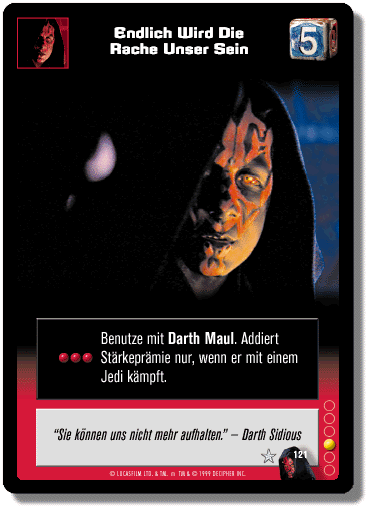 Endlich Wird Die
Rache Unser Sein
5
Benutze mit Darth Maul. Addiert
Stärkeprämie nur, wenn er mit einem
Jedi kämpft.
“Sie können uns nicht mehr aufhalten.” – Darth Sidious
121
© LUCASFILM LTD. & TM. TM & © 1999 DECIPHER INC.